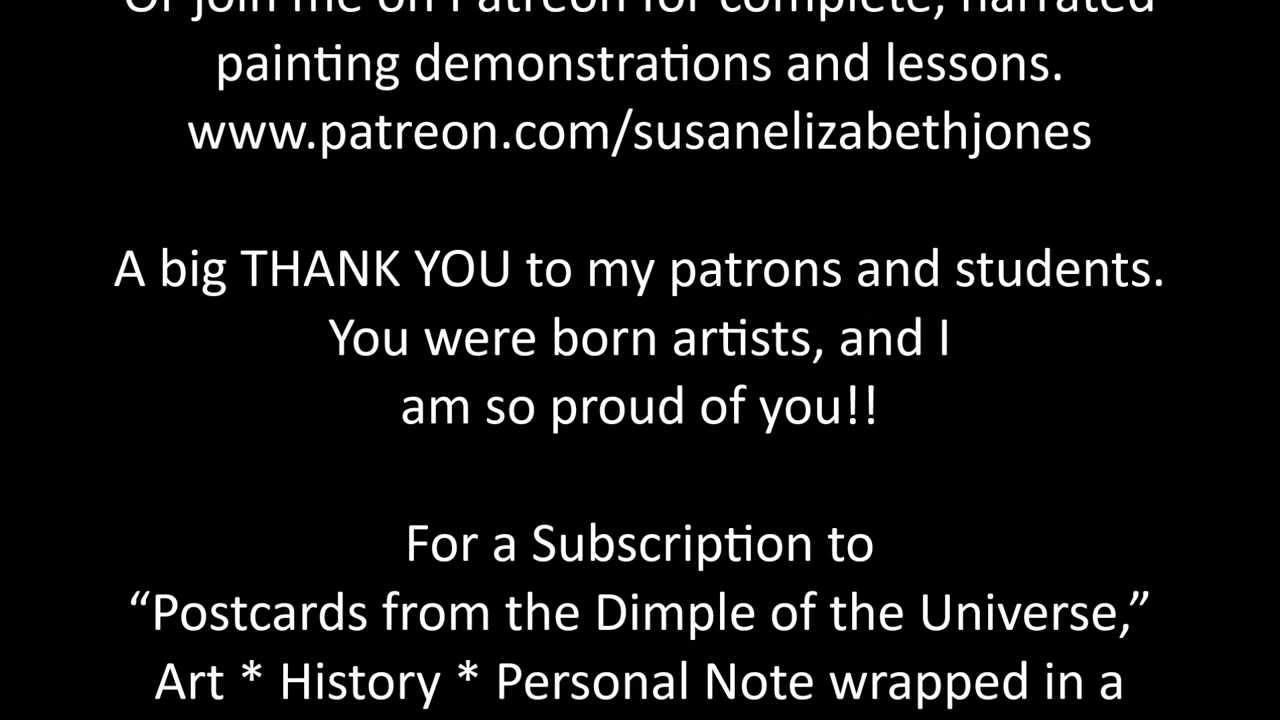 Or join me on Patreon for complete, narrated
painting demonstrations and lessons.
www.patreon.com/susanelizabethjones
A big THANK YOU to my patrons and students.
You were born artists, and I
am so proud of you!!
For a Subscription to
“Postcards from the Dimple of the Universe,”
Art * History * Personal Note wrapped in a